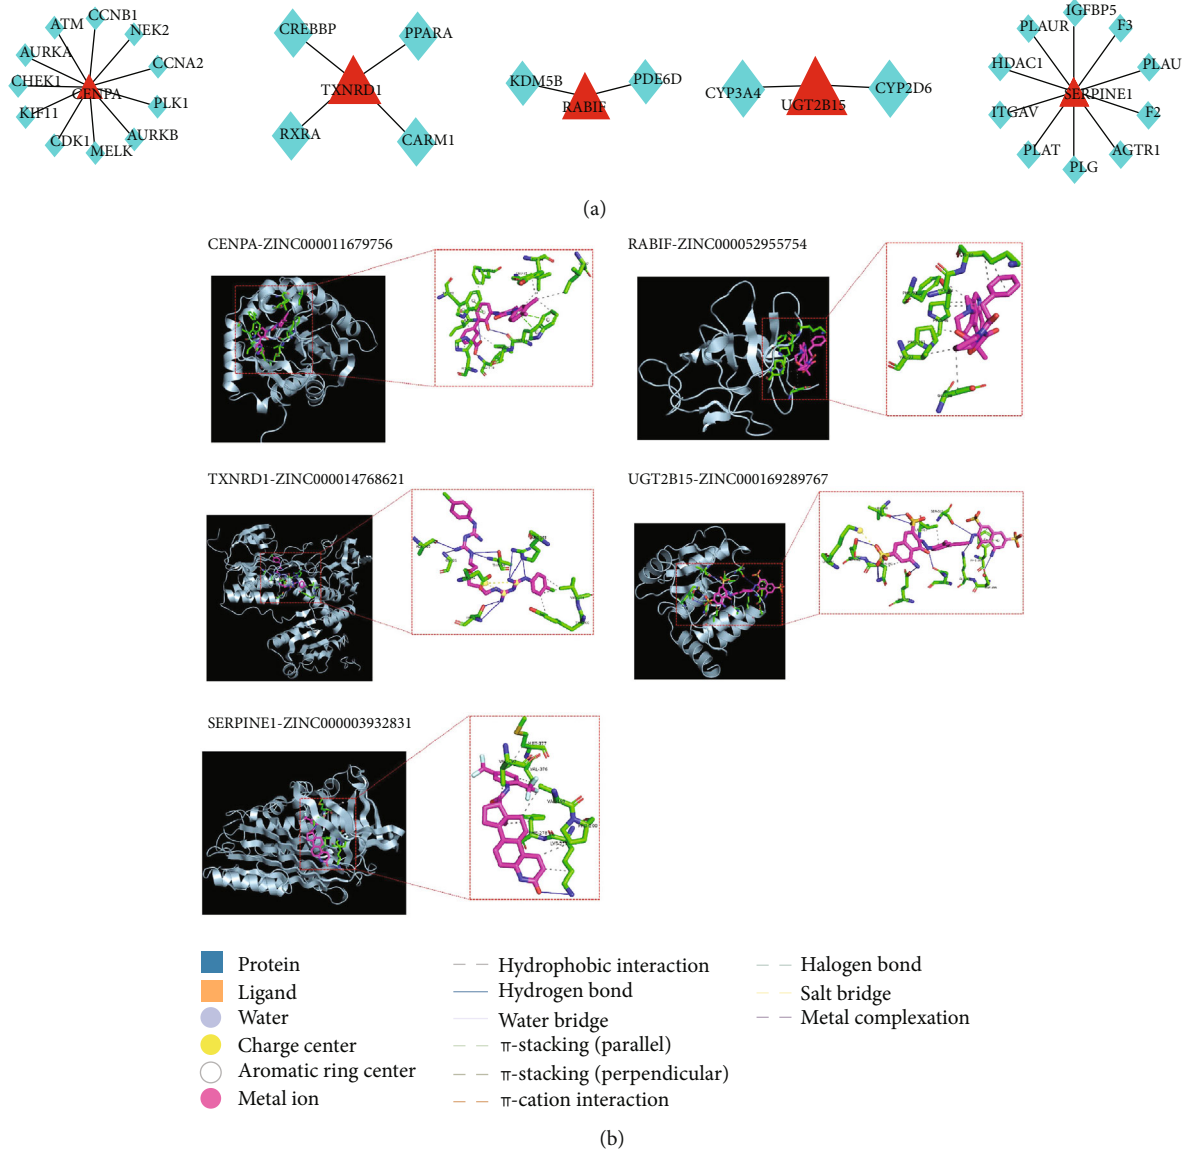 CCNB1
ATM
NEK2
AURKA
CCNA2
CHEK1
CENPA
PLK1
KIF11
AURKB
CDK1
MELK
CREBBP
PPARA
TXNRD1
RXRA
CARM1
KDM5B
PDE6D
RABIF
CYP3A4
UGT2B15
CYP2D6
IGFBP5
PLAUR
F3
HDAC1
PLAU
SERPINE1
ITGAV
F2
PLAT
AGTR1
PLG
(a)
CENPA-ZINC000011679756
RABIF-ZINC000052955754
TXNRD1-ZINC000014768621
UGT2B15-ZINC000169289767
SERPINE1-ZINC000003932831
Protein
Ligand
Water
Charge center
Aromatic ring center
Metal ion
Hydrophobic interaction
Hydrogen bond
Water bridge
π-stacking (parallel)
π-stacking (perpendicular)
π-cation interaction
Halogen bond
Salt bridge
Metal complexation
(b)